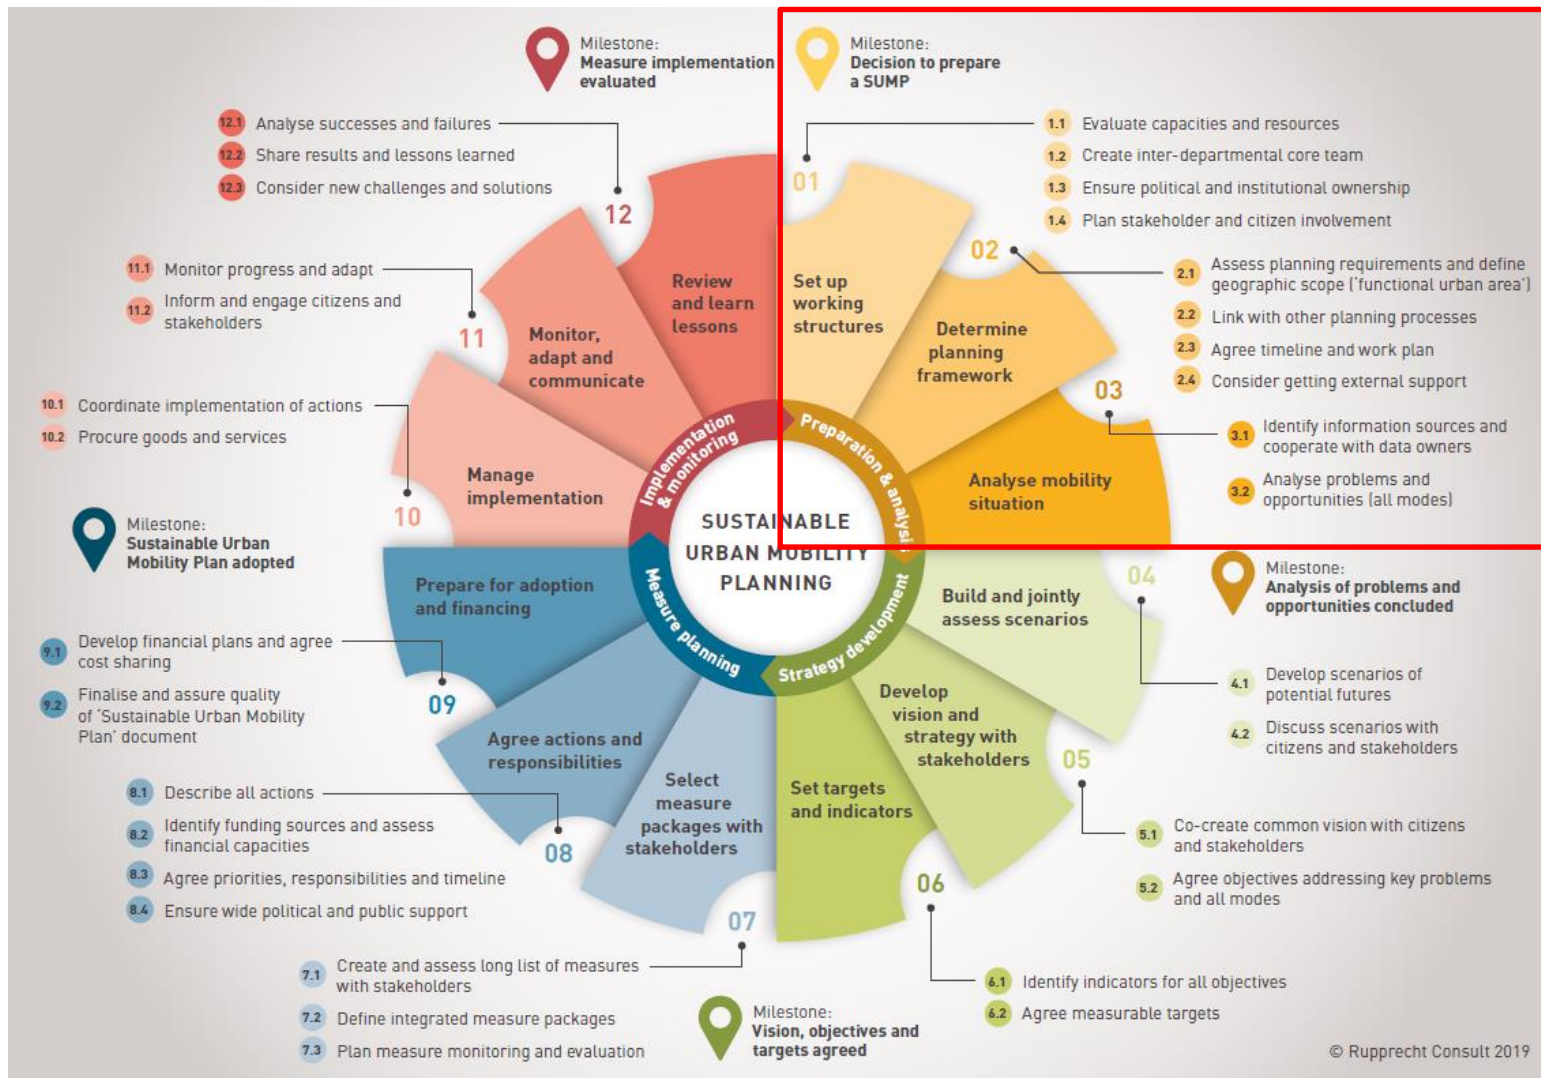 Milestone:
Measure implementation
evaluated
Milestone:
Decision to prepare
a SUMP
12.1 Analyse successes and failures
12.2 Share results and lessons learned
12.3 Consider new challenges and solutions
1.1 Evaluate capacities and resources
1.2 Create inter-departmental core team
1.3 Ensure political and institutional ownership
1.4 Plan stakeholder and citizen involvement
01
Set up
working
structures
02
Determine
planning
framework
2.1 Assess planning requirements and define
geographic scope (‘functional urban area’)
2.2 Link with other planning processes
2.3 Agree timeline and work plan
2.4 Consider getting external support
03
Analyse mobility
situation
3.1 Identify information sources and
cooperate with data owners
3.2 Analyse problems and
opportunities (all modes)
Milestone:
Analysis of problems and
opportunities concluded
04
Build and jointly
assess scenarios
4.1 Develop scenarios of
potential futures
4.2 Discuss scenarios with
citizens and stakeholders
05
Develop
vision and
strategy with
stakeholders
5.1 Co-create common vision with citizens
and stakeholders
5.2 Agree objectives addressing key problems
and all modes
06
Set targets
and indicators
6.1 Identify indicators for all objectives
6.2 Agree measurable targets
Milestone:
Vision, objectives and
targets agreed
07
Select
measure
packages with
stakeholders
7.1 Create and assess long list of measures
with stakeholders
7.2 Define integrated measure packages
7.3 Plan measure monitoring and evaluation
08
Agree actions and
responsibilities
8.1 Describe all actions
8.2 Identify funding sources and assess
financial capacities
8.3 Agree priorities, responsibilities and timeline
8.4 Ensure wide political and public support
09
Prepare for adoption
and financing
9.1 Develop financial plans and agree
cost sharing
9.2 Finalise and assure quality
of ‘Sustainable Urban Mobility
Plan’ document
Milestone:
Sustainable Urban
Mobility Plan adopted
10
Manage
implementation
10.1 Coordinate implementation of actions
10.2 Procure goods and services
11
Monitor,
adapt and
communicate
11.1 Monitor progress and adapt
11.2 Inform and engage citizens and
stakeholders
12
Review
and learn
lessons
Preparation & analysis
Strategy development
Measure planning
Implementation
& monitoring
SUSTAINABLE
URBAN MOBILITY
PLANNING
© Rupprecht Consult 2019